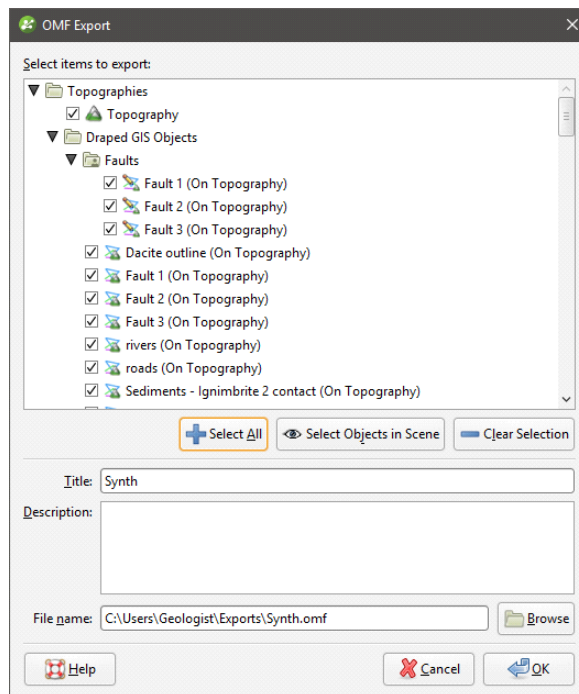 OMF Export
Select items to export:
Topographies
Topography
Draped GIS Objects
Faults
Fault 1 (On Topography)
Fault 2 (On Topography)
Fault 3 (On Topography)
Dacite outline (On Topography)
Fault 1 (On Topography)
Fault 2 (On Topography)
Fault 3 (On Topography)
rivers (On Topography)
roads (On Topography)
Sediments - Ignimbrite 2 contact (On Topography)
Select All Select Objects in Scene Clear Selection
Title: Synth
Description:
File name: C:\Users\Geologist\Exports\Synth.omf Browse
Help Cancel OK